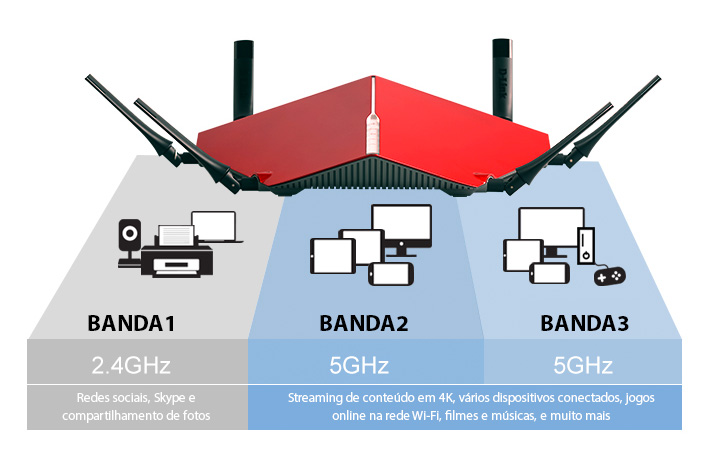 BANDA1
BANDA2
BANDA3
2.4GHz
5GHz
5GHz
Redes sociais, Skype e
compartilhamento de fotos
Streaming de conteúdo em 4K, vários dispositivos conectados, jogos
online na rede Wi-Fi, filmes e músicas, e muito mais